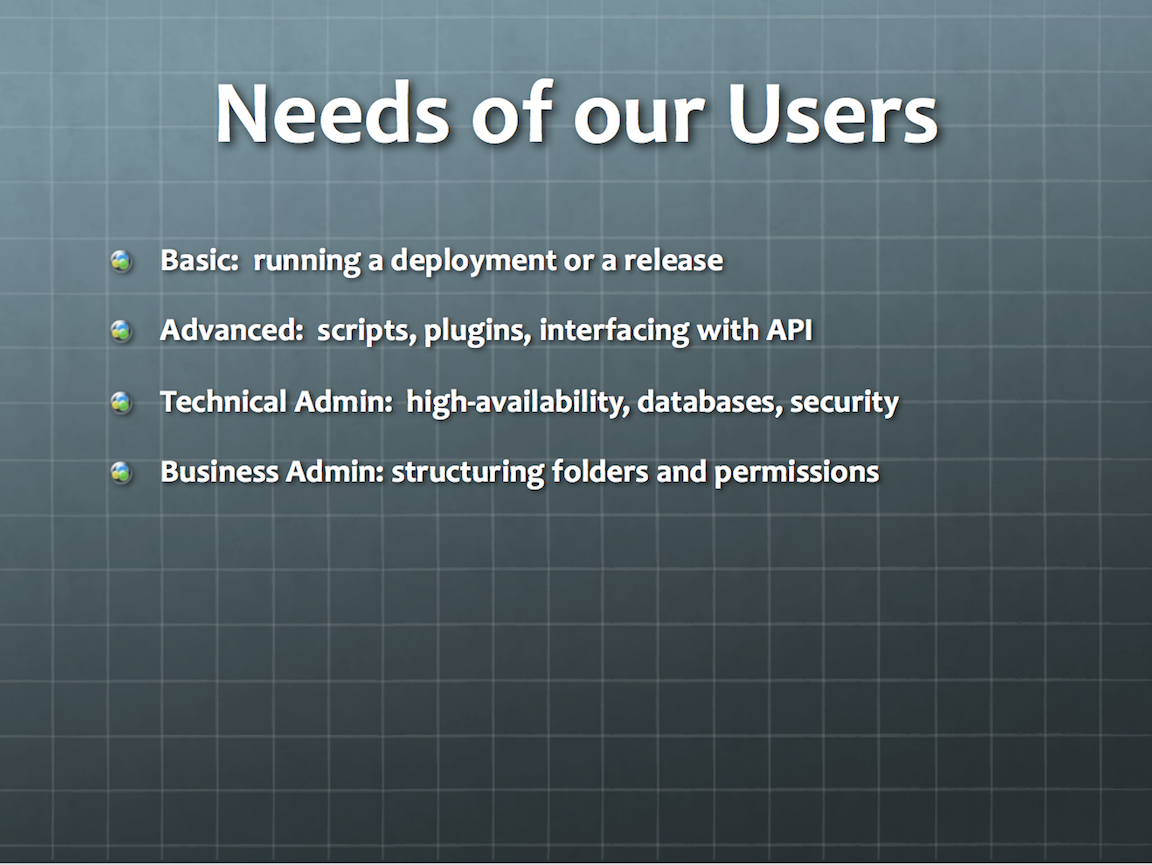 Needs of our Users
Basic:  running a deployment or a release
Advanced:  scripts, plugins, interfacing with API
Technical Admin:  high-availability, databases, security
Business Admin: structuring folders and permissions